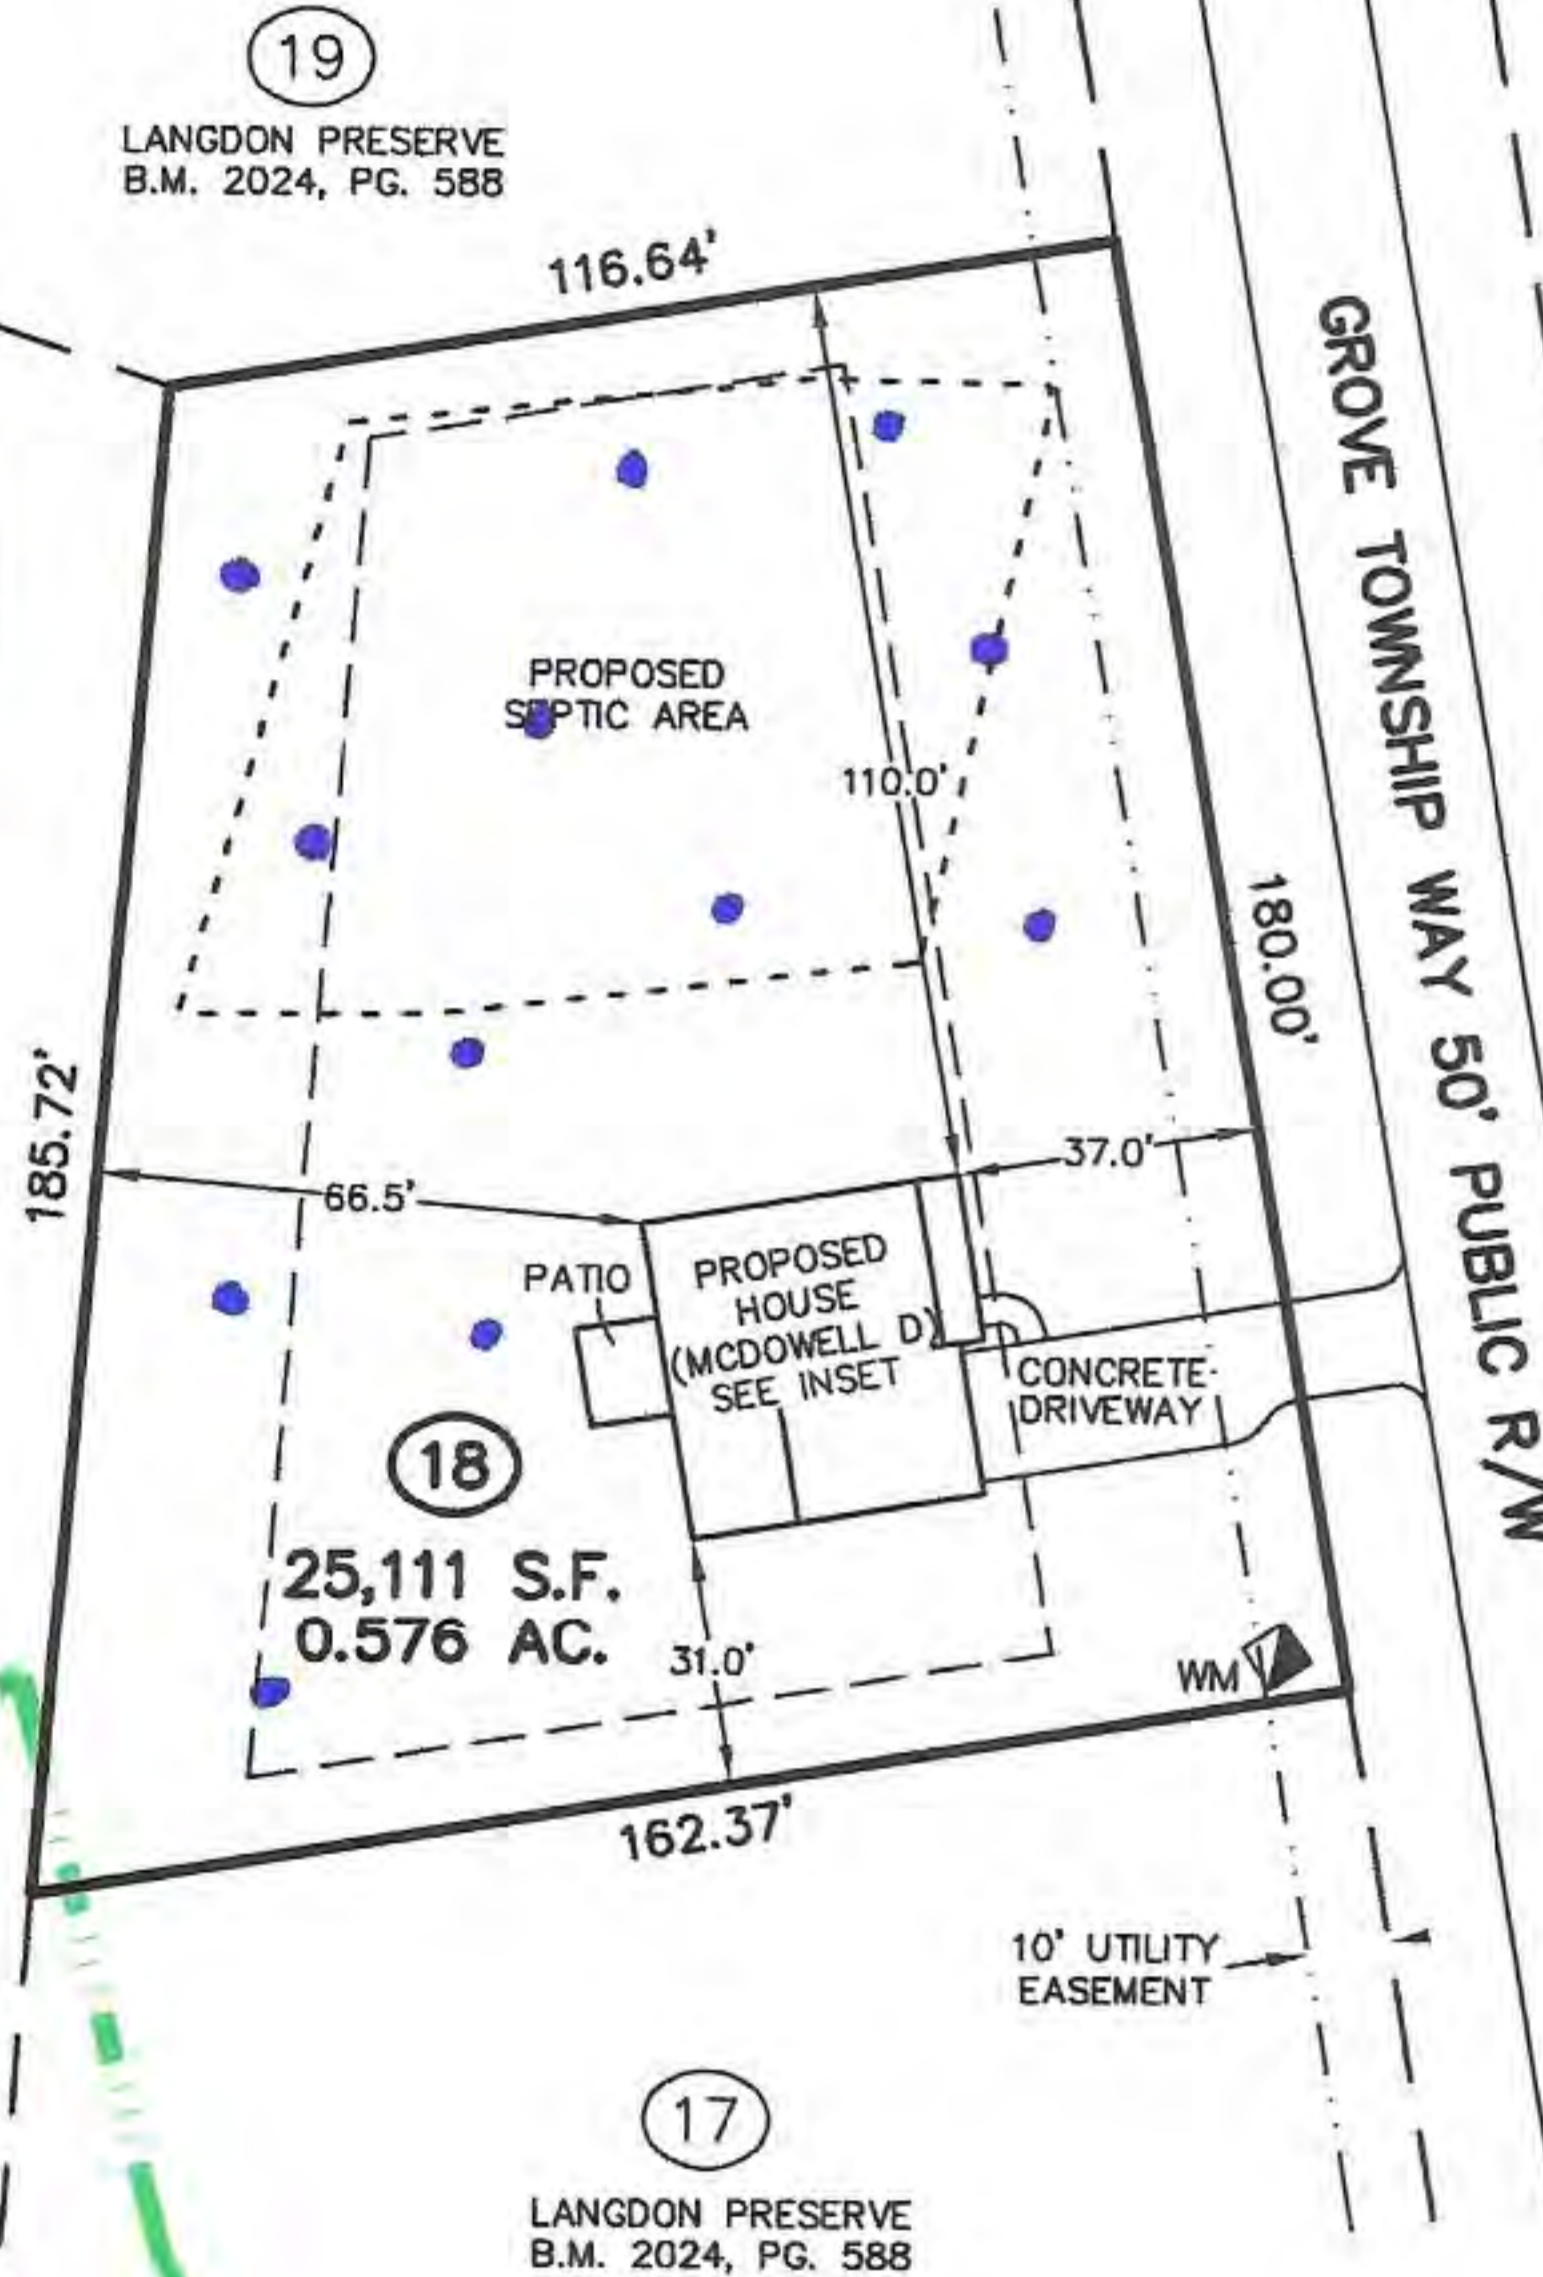 19
LANGDON PRESERVE
B.M. 2024, PG. 588
116.64'
GROVE TOWNSHIP WAY 50' PUBLIC R/W
PROPOSED
SEPTIC AREA
110.0'
180.00'
185.72'
37.0'
66.5'
PATIO
PROPOSED
HOUSE
(MCDOWELL D)
SEE INSET
CONCRETE
DRIVEWAY
18
25,111 S.F.
0.576 AC.
31.0'
WM
162.37'
10' UTILITY
EASEMENT
17
LANGDON PRESERVE
B.M. 2024, PG. 588